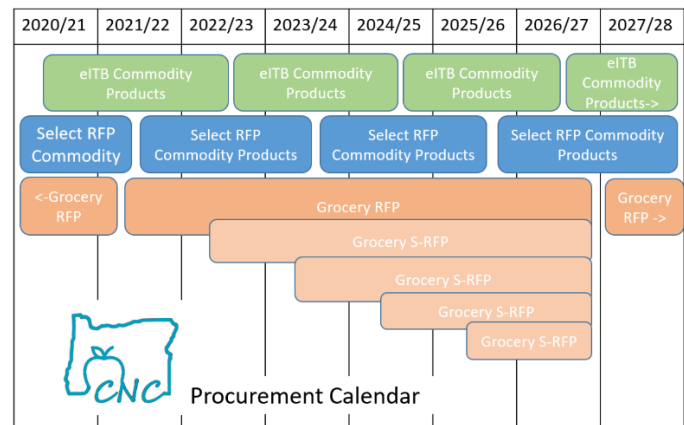 2020/21 2021/22 2022/23 2023/24 2024/25 2025/26 2026/27 2027/28
eITB Commodity
Products
eITB Commodity
Products
eITB Commodity
Products
eITB
Commodity
Products->
Select RFP
Commodity
Select RFP
Commodity Products
Select RFP
Commodity Products
Select RFP Commodity
Products
<-Grocery
RFP
Grocery RFP
Grocery
RFP ->
Grocery S-RFP
Grocery S-RFP
Grocery S-RFP
Grocery S-RFP
CNC
Procurement Calendar